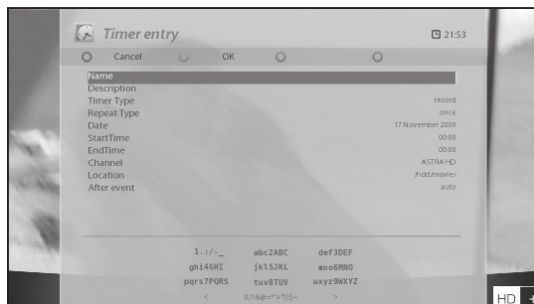 Timer entry 21:53
Cancel OK
Name
Description
Timer Type record
Repeat Type once
Date 17.November 2009
StartTime 00:00
EndTime 00:00
Channel ASTRA HD
Location /hdd/movie/
After event auto
1.:/-_ abc2ABC def3DEF
ghi4GHI jkl5JKL mno6MNO
pqrs7PQRS tuv8TUV wxyz9WXYZ
< >
HD +